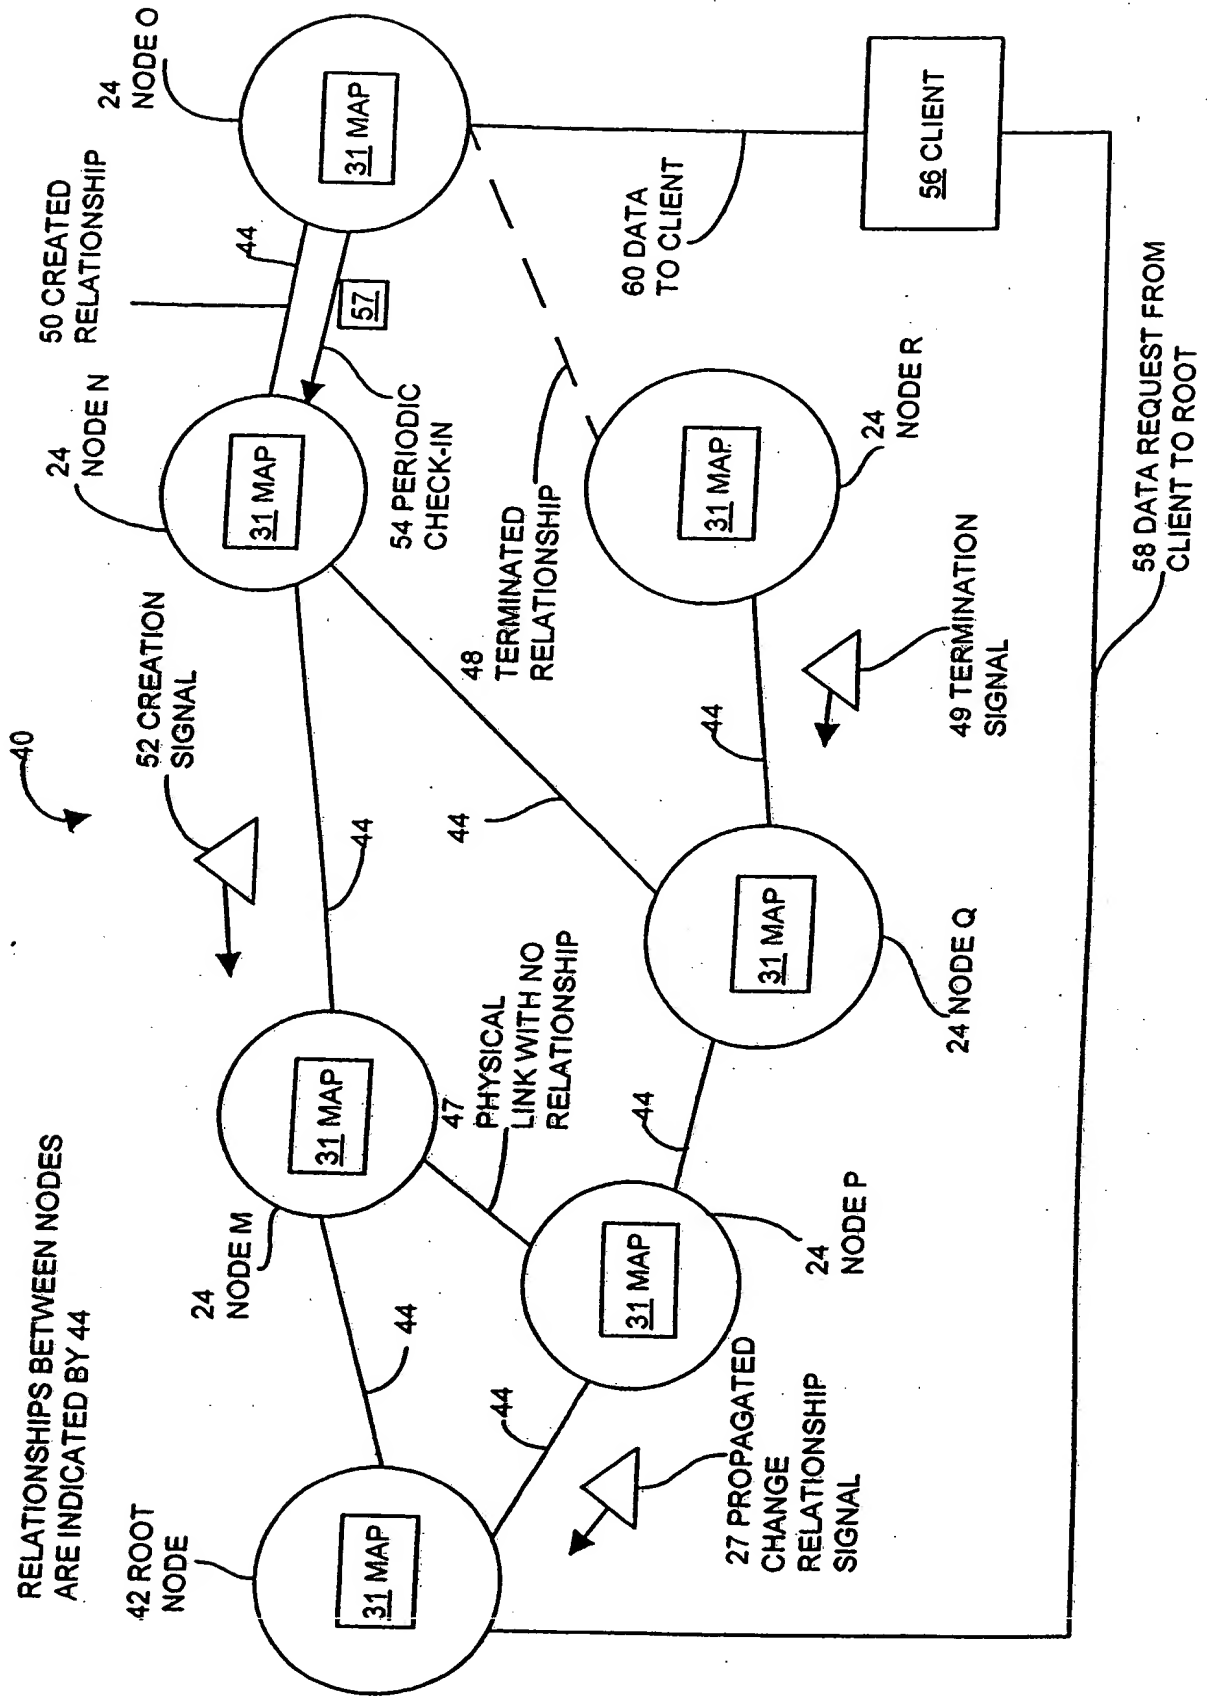 RELATIONSHIPS BETWEEN NODES
ARE INDICATED BY 44
40
42 ROOT
NODE
31 MAP
44
24
NODE M
31 MAP
44
52 CREATION
SIGNAL
24
NODE N
31 MAP
50 CREATED
RELATIONSHIP
44
57
54 PERIODIC
CHECK-IN
24
NODE O
31 MAP
44
27 PROPAGATED
CHANGE
RELATIONSHIP
SIGNAL
31 MAP
24
NODE P
47
PHYSICAL
LINK WITH NO
RELATIONSHIP
44
44
31 MAP
24 NODE Q
44
49 TERMINATION
SIGNAL
48
TERMINATED
RELATIONSHIP
31 MAP
24
NODE R
60 DATA
TO CLIENT
56 CLIENT
58 DATA REQUEST FROM
CLIENT TO ROOT